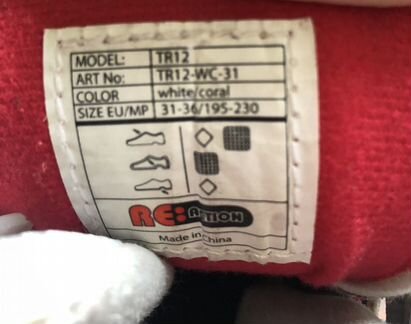 MODEL: TR12
ART No: TR12-WC-31
COLOR white/coral
SIZE EU/MP 31-36/195-230
RE:ACTION
Made in China